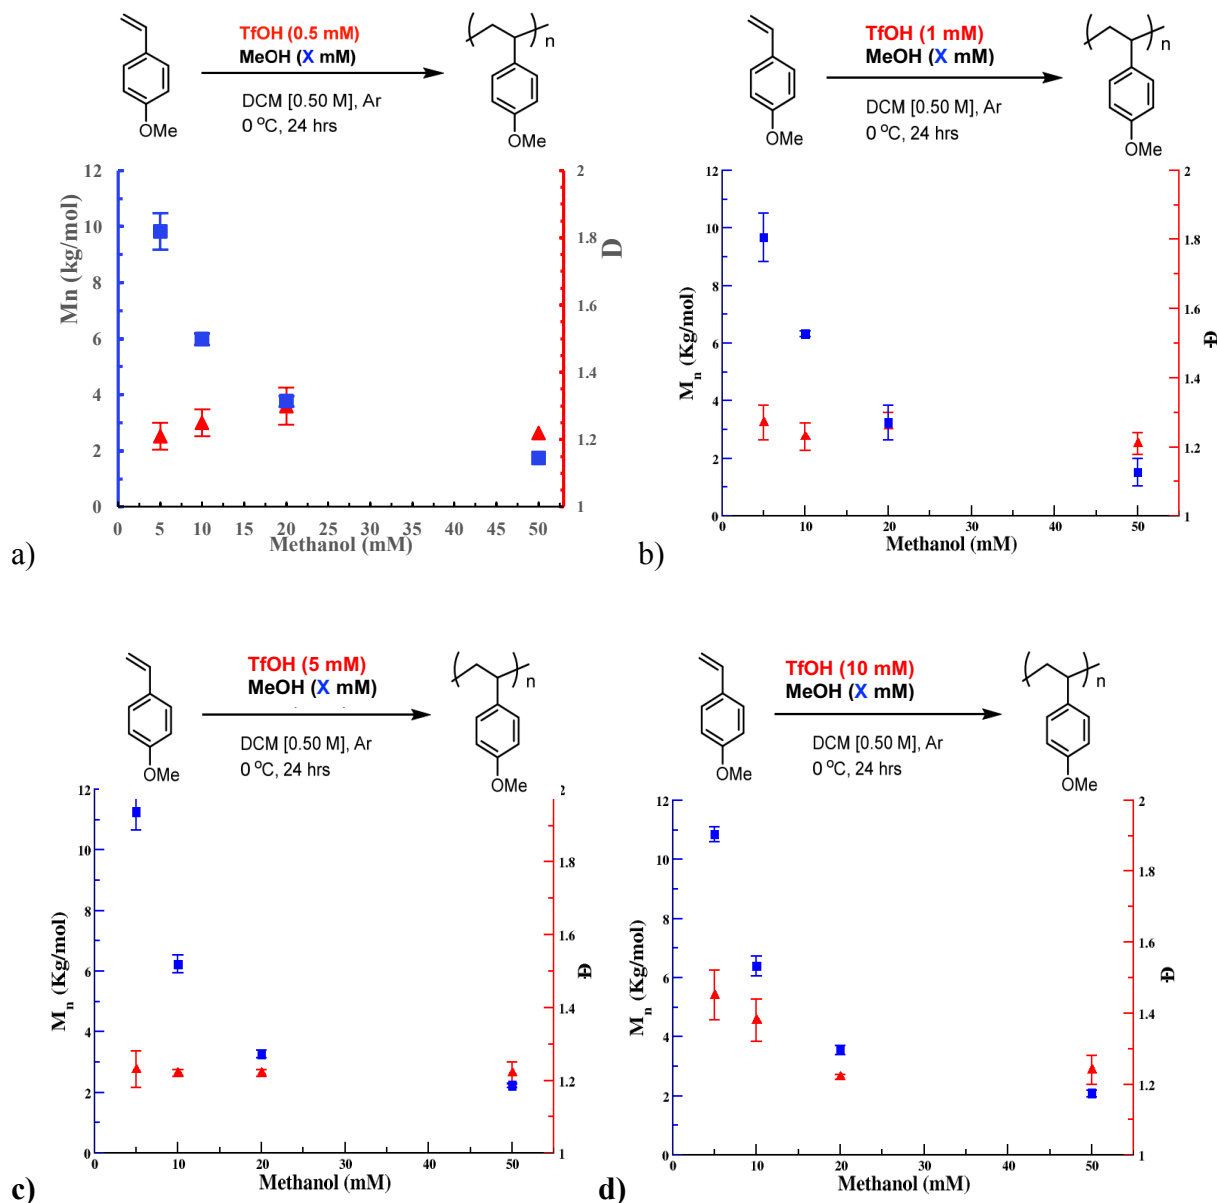 TfOH (0.5 mM)
MeOH (X mM)
DCM [0.50 M], Ar
0 °C, 24 hrs
OMe
n
OMe
12
10
8
6
4
2
0
Mn (kg/mol)
2
1.8
1.6
1.4
1.2
1
D
0 5 10 20 25 30 35 40 45 50
Methanol (mM)
a)
TfOH (1 mM)
MeOH (X mM)
DCM [0.50 M], Ar
0 °C, 24 hrs
OMe
n
OMe
12
10
8
6
4
2
0
Mn (Kg/mol)
2
1.8
1.6
1.4
1.2
1
Đ
0 10 20 30 40 50
Methanol (mM)
b)
TfOH (5 mM)
MeOH (X mM)
DCM [0.50 M], Ar
0 °C, 24 hrs
OMe
n
OMe
12
10
8
6
4
2
0
Mn (Kg/mol)
2
1.8
1.6
1.4
1.2
1
Đ
0 10 20 30 40 50
Methanol (mM)
c)
TfOH (10 mM)
MeOH (X mM)
DCM [0.50 M], Ar
0 °C, 24 hrs
OMe
n
OMe
12
10
8
6
4
2
0
Mn (Kg/mol)
2
1.8
1.6
1.4
1.2
1
Đ
0 10 20 30 40 50
Methanol (mM)
d)